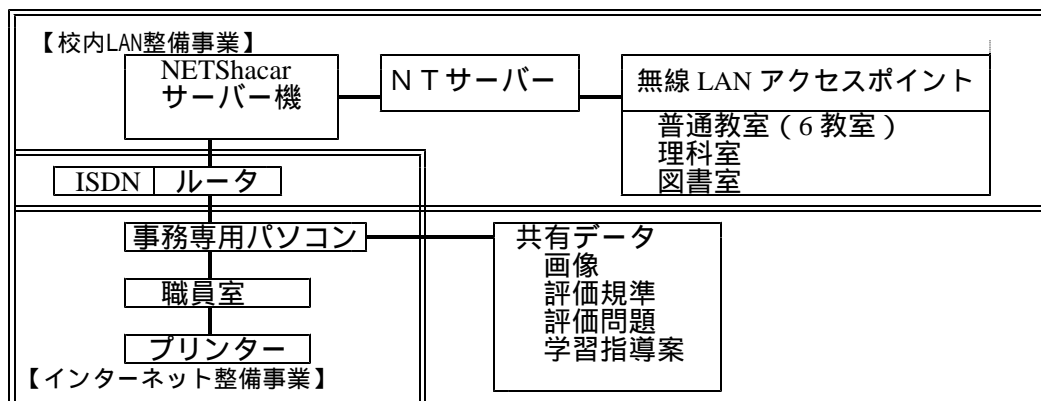 【校内LAN整備事業】
NETShacar
サーバー機
ＮＴサーバー
無線 LAN アクセスポイント
普通教室（6 教室）
理科室
図書室
ISDN
ルータ
事務専用パソコン
共有データ
画像
評価規準
評価問題
学習指導案
職員室
プリンター
【インターネット整備事業】